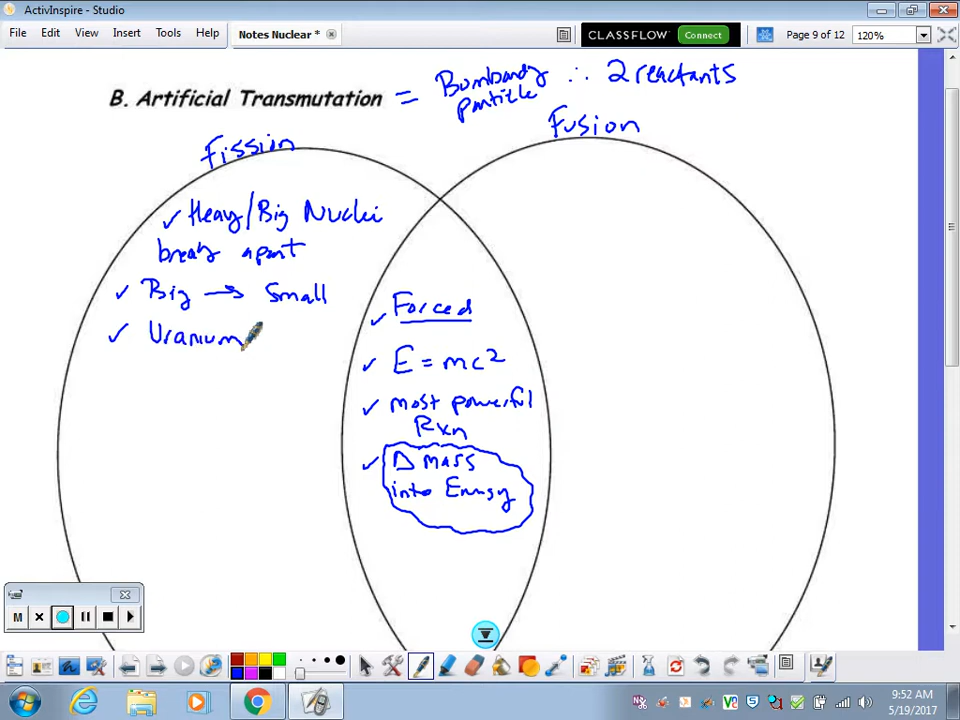 ActivInspire - Studio
File Edit View Insert Tools Help
Notes Nuclear *
CLASSFLOW Connect
Page 9 of 12
120%
B. Artificial Transmutation = Bombardg ∴ 2 reactants
particle
Fission
Fusion
✓ Heavy/Big Nuclei
break apart
✓ Big → Small
✓ Uranium
✓ Forced
✓ E = mc²
✓ most powerful
Rxn
✓ Δ mass
into Energy
M
9:52 AM
5/19/2017